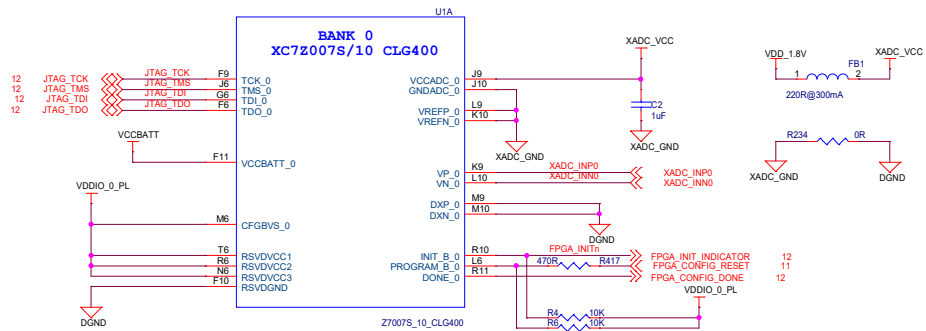 U1A
BANK 0
XC7Z007S/10 CLG400
XADC_VCC
VDD_1.8V
XADC_VCC
FB1
1
2
220R@300mA
12 JTAG_TCK JTAG_TCK F9 TCK_0
12 JTAG_TMS JTAG_TMS J6 TMS_0
12 JTAG_TDI JTAG_TDI G6 TDI_0
12 JTAG_TDO JTAG_TDO F6 TDO_0
VCCADC_0 J9
GNDADC_0 J10
VREFP_0 L9
VREFN_0 K10
C2
1uF
XADC_GND
XADC_GND
R234 0R
XADC_GND
DGND
VCCBATT
F11 VCCBATT_0
VP_0 K9 XADC_INP0 XADC_INP0
VN_0 L10 XADC_INN0 XADC_INN0
VDDIO_0_PL
DXP_0 M9
DXN_0 M10
DGND
M6 CFGBVS_0
T6 RSVDVCC1
R6 RSVDVCC2
N6 RSVDVCC3
F10 RSVDGND
DGND
INIT_B_0 R10 FPGA_INITn FPGA_INIT_INDICATOR 12
PROGRAM_B_0 L6 470R R417 FPGA_CONFIG_RESET 11
DONE_0 R11 FPGA_CONFIG_DONE 12
VDDIO_0_PL
R4 10K
R6 10K
Z7007S_10_CLG400